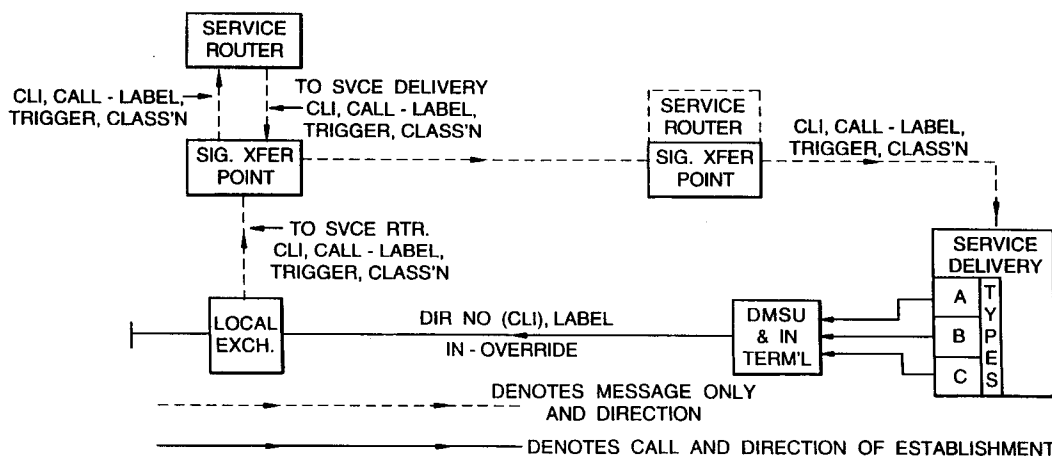 SERVICE
ROUTER
CLI, CALL - LABEL,
TRIGGER, CLASS'N
TO SVCE DELIVERY
CLI, CALL - LABEL,
TRIGGER, CLASS'N
SIG. XFER
POINT
SERVICE
ROUTER
SIG. XFER
POINT
CLI, CALL - LABEL,
TRIGGER, CLASS'N
TO SVCE RTR.
CLI, CALL - LABEL,
TRIGGER, CLASS'N
SERVICE
DELIVERY
A
B
C
TYPES
LOCAL
EXCH.
DIR NO (CLI), LABEL
IN - OVERRIDE
DMSU
& IN
TERM'L
DENOTES MESSAGE ONLY
AND DIRECTION
DENOTES CALL AND DIRECTION OF ESTABLISHMENT